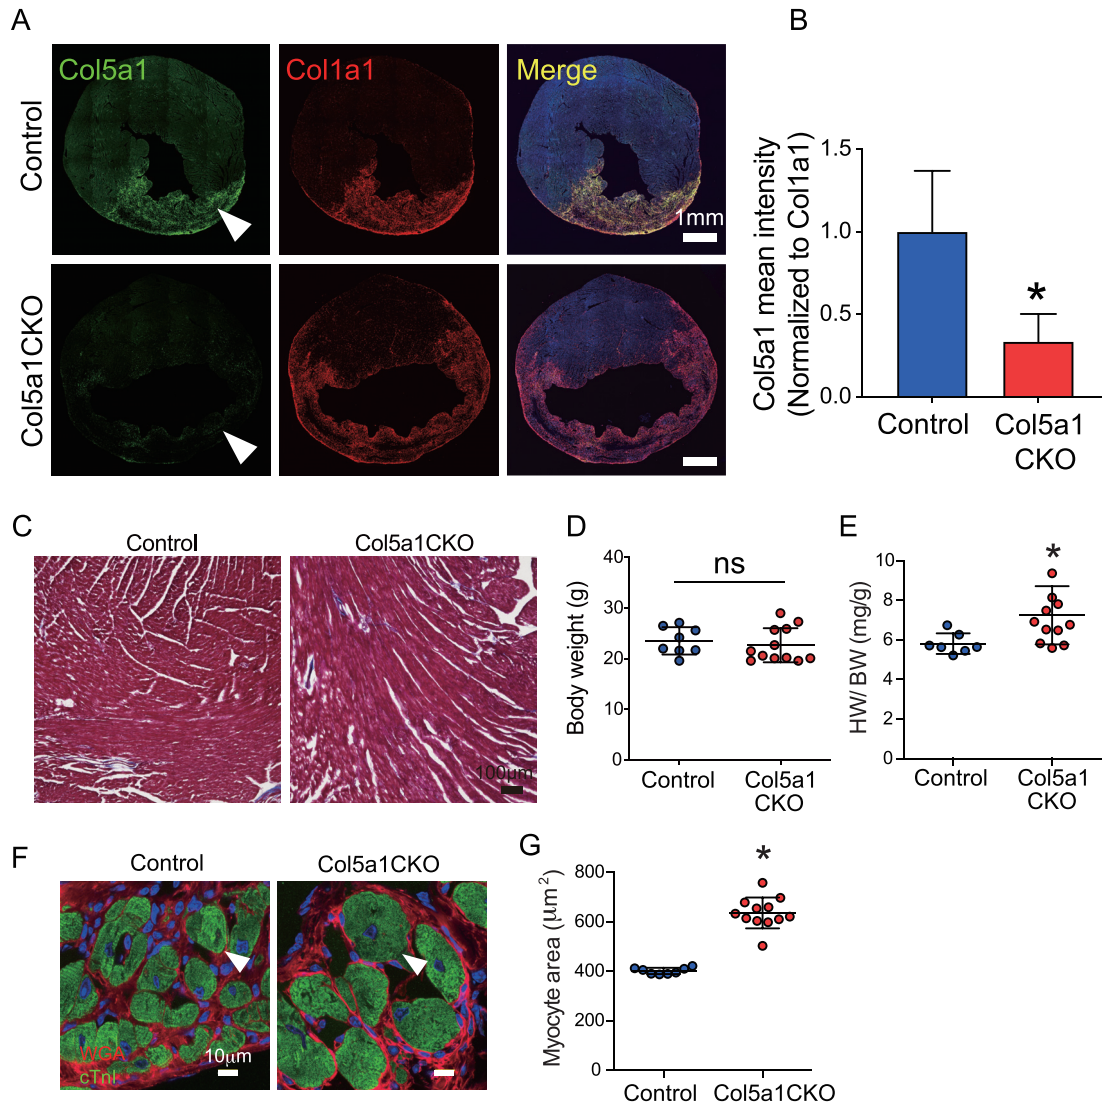 A
Col5a1
Col1a1
Merge
Control
1mm
Col5a1CKO
B
Col5a1 mean intensity
(Normalized to Col1a1)
1.5
1.0
0.5
0.0
*
Control
Col5a1
CKO
C
Control
Col5a1CKO
100µm
D
Body weight (g)
40
30
20
10
0
ns
Control
Col5a1
CKO
E
HW/ BW (mg/g)
10
8
6
4
2
0
*
Control
Col5a1
CKO
F
Control
Col5a1CKO
WGA
cTnI
10µm
G
Myocyte area (µm²)
800
600
400
200
0
*
Control
Col5a1CKO